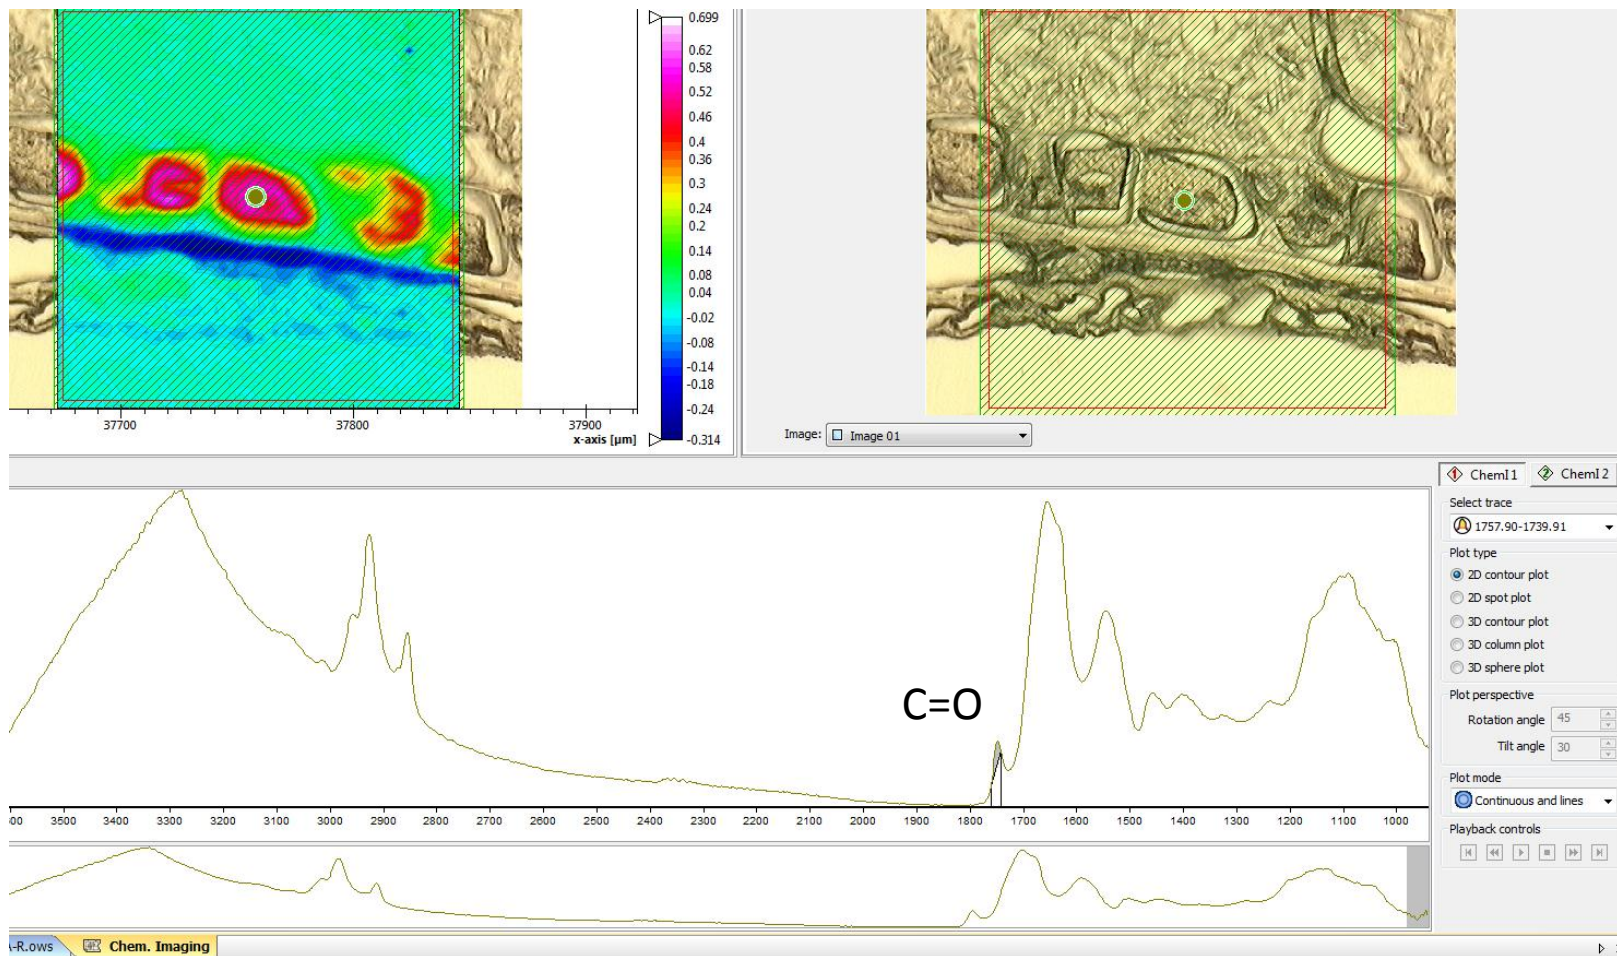 0.699
0.62
0.58
0.52
0.46
0.4
0.36
0.3
0.24
0.2
0.14
0.08
0.04
-0.02
-0.08
-0.14
-0.18
-0.24
-0.314
37700 37800 37900
x-axis [µm]
Image: Image 01
ChemI 1 ChemI 2
Select trace
1757.90-1739.91
Plot type
2D contour plot
2D spot plot
3D contour plot
3D column plot
3D sphere plot
Plot perspective
Rotation angle 45
Tilt angle 30
Plot mode
Continuous and lines
Playback controls
C=O
00 3500 3400 3300 3200 3100 3000 2900 2800 2700 2600 2500 2400 2300 2200 2100 2000 1900 1800 1700 1600 1500 1400 1300 1200 1100 1000
-R.ows Chem. Imaging